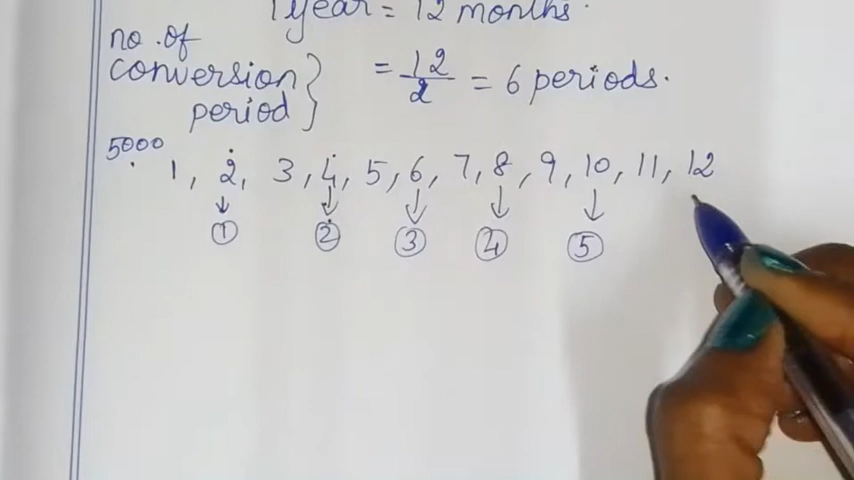 1 year = 12 months.
no. of
conversion } = 12/2 = 6 periods.
period
5000
1, 2, 3, 4, 5, 6, 7, 8, 9, 10, 11, 12
↓ ↓ ↓ ↓ ↓
① ② ③ ④ ⑤